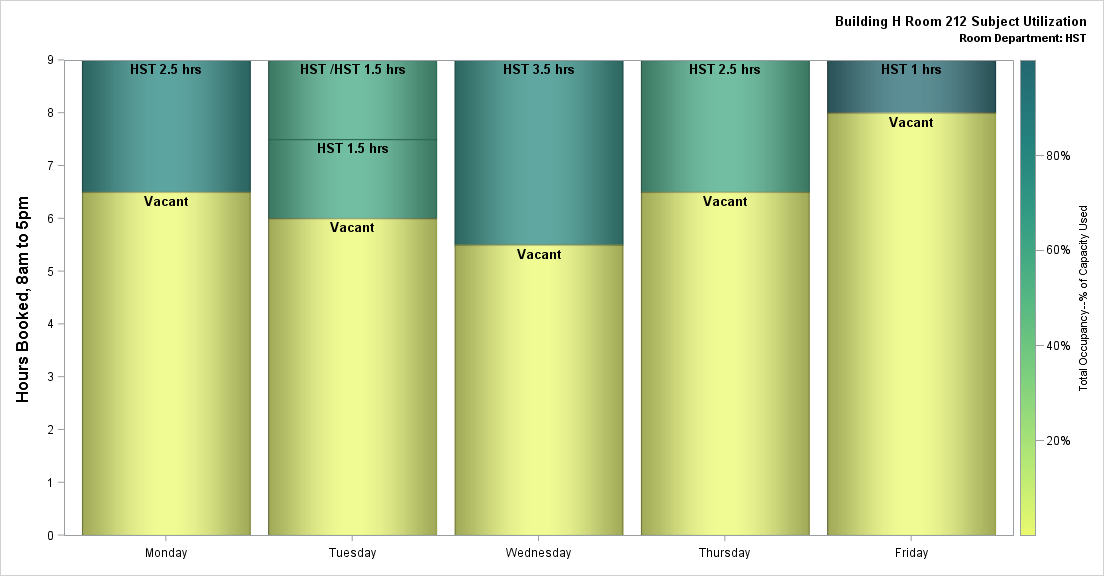 Building H Room 212 Subject Utilization
Room Department: HST
Hours Booked, 8am to 5pm
9
8
7
6
5
4
3
2
1
0
HST 2.5 hrs
Vacant
HST /HST 1.5 hrs
HST 1.5 hrs
Vacant
HST 3.5 hrs
Vacant
HST 2.5 hrs
Vacant
HST 1 hrs
Vacant
Monday
Tuesday
Wednesday
Thursday
Friday
80%
60%
40%
20%
Total Occupancy--% of Capacity Used